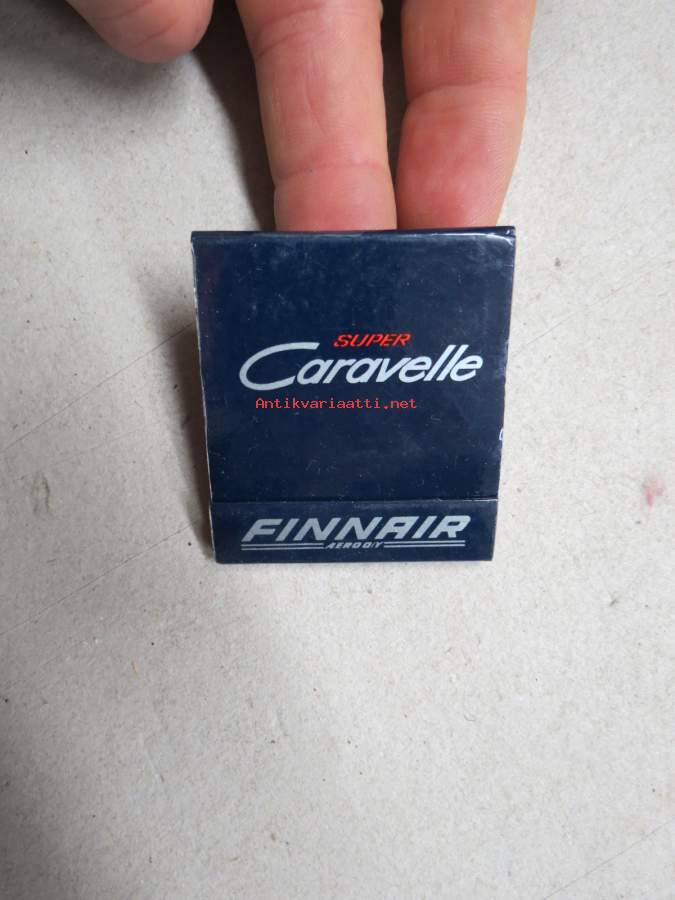 SUPER
Caravelle
Antikvariaatti.net
FINNAIR
AERO O/Y